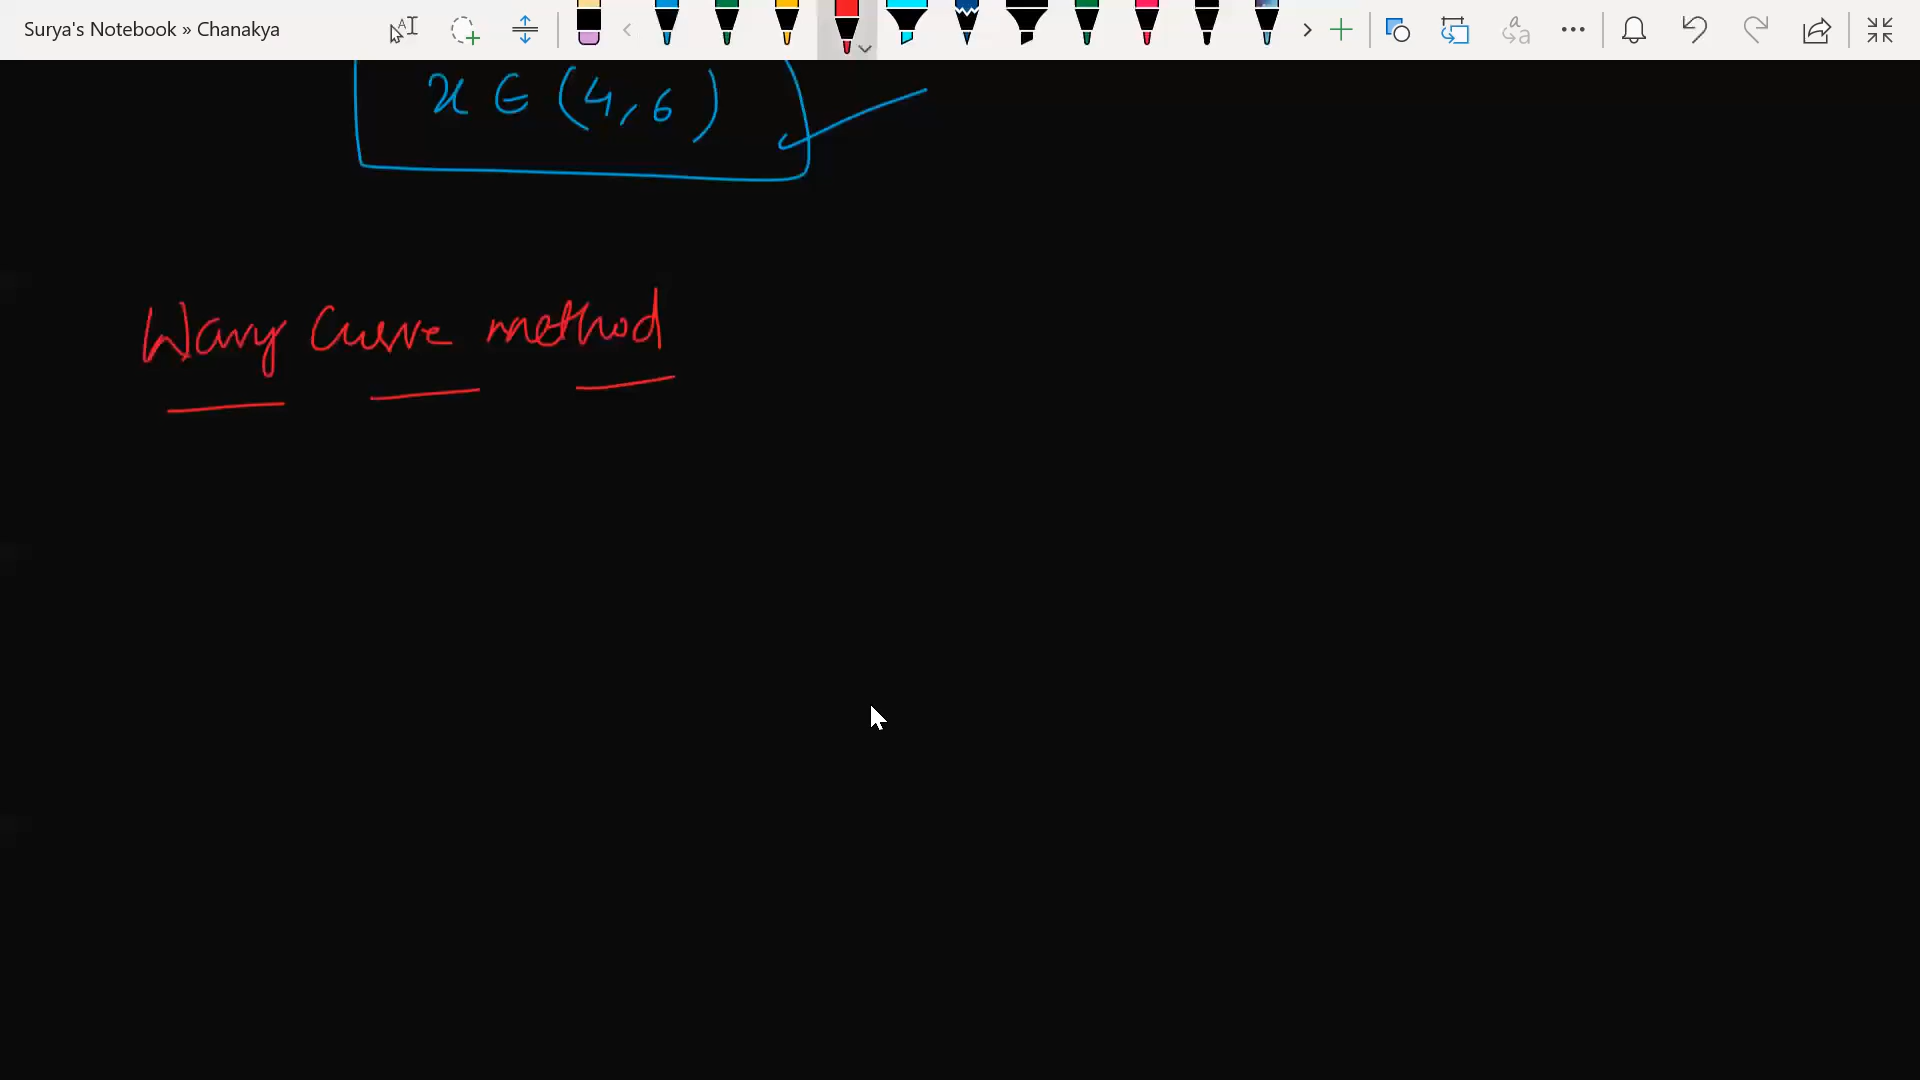 Surya's Notebook » Chanakya
x ∈ (4, 6)
Wavy Curve method